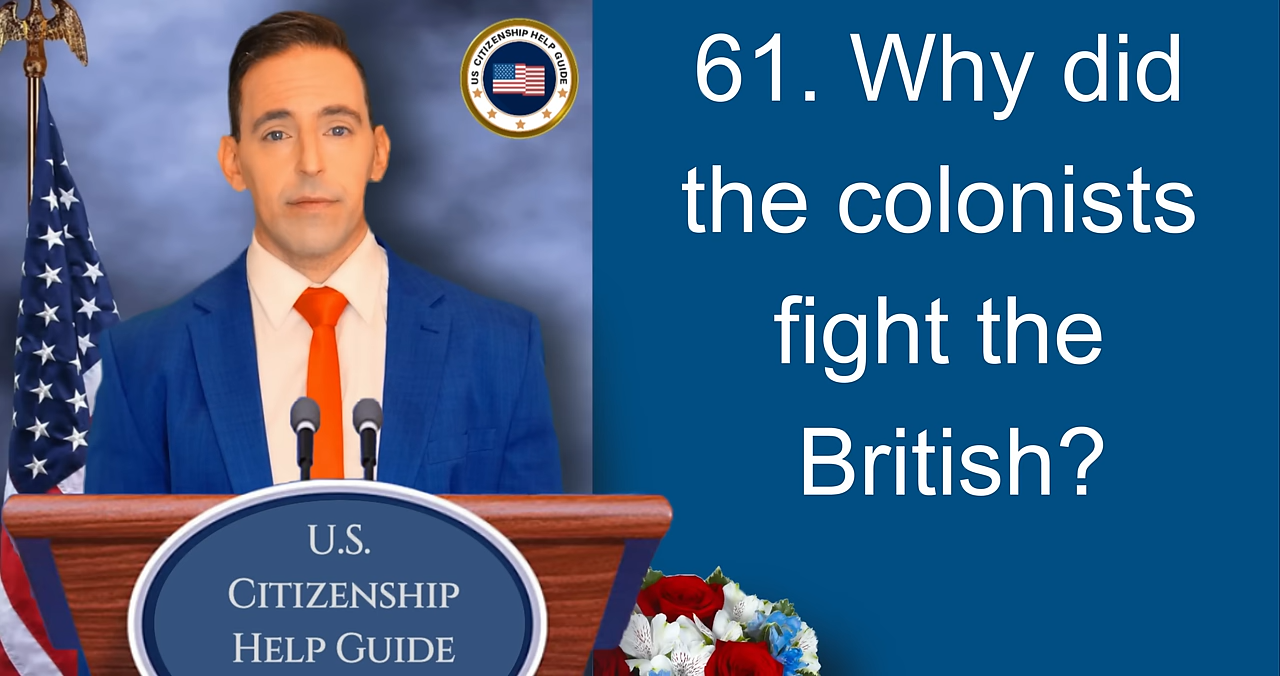 US CITIZENSHIP HELP GUIDE
61. Why did
the colonists
fight the
British?
U.S.
CITIZENSHIP
HELP GUIDE